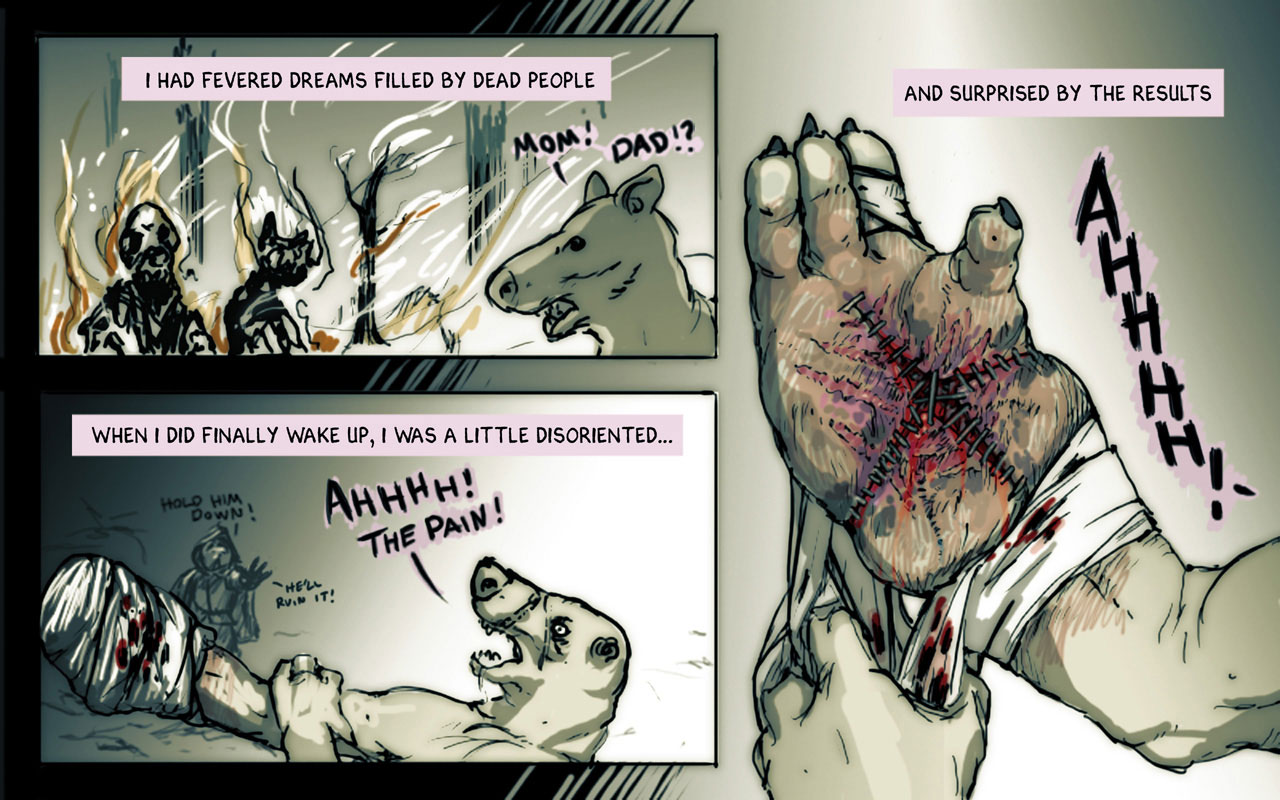 I HAD FEVERED DREAMS FILLED BY DEAD PEOPLE
MOM! DAD!?
WHEN I DID FINALLY WAKE UP, I WAS A LITTLE DISORIENTED...
HOLD HIM
DOWN!
AHHHH!
THE PAIN!
HE'LL
RUIN IT!
AND SURPRISED BY THE RESULTS
AHHHH!